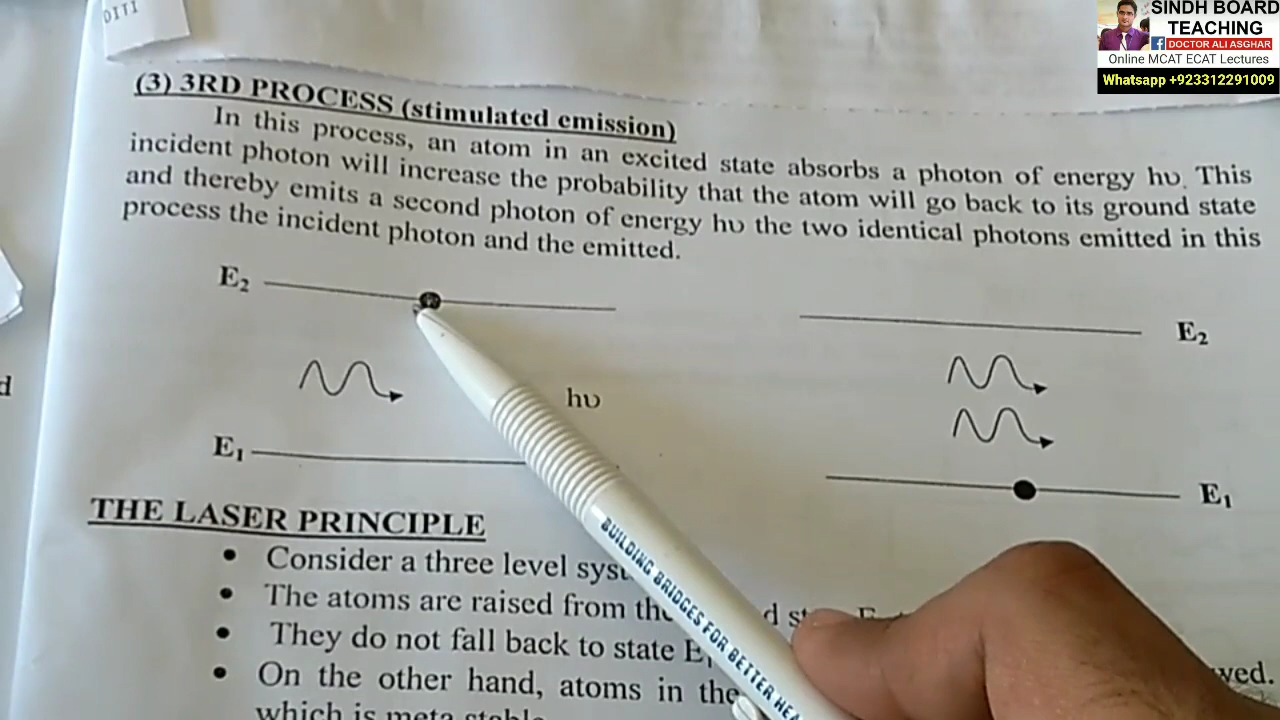 DITI
SINDH BOARD
TEACHING
DOCTOR ALI ASGHAR
Online MCAT ECAT Lectures
Whatsapp +923312291009
(3) 3RD PROCESS (stimulated emission)
In this process, an atom in an excited state absorbs a photon of energy hυ. This
incident photon will increase the probability that the atom will go back to its ground state
and thereby emits a second photon of energy hυ the two identical photons emitted in this
process the incident photon and the emitted.
E₂
E₂
hυ
E₁
E₁
d
THE LASER PRINCIPLE
• Consider a three level
• The atoms are raised from
• They do not fall back to state
• On the other hand, atoms in the
which is meta stable
BUILDING BRIDGES FOR BETTER